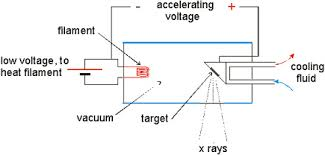 - accelerating +
voltage
filament
low voltage, to
heat filament
cooling
fluid
vacuum
target
x rays